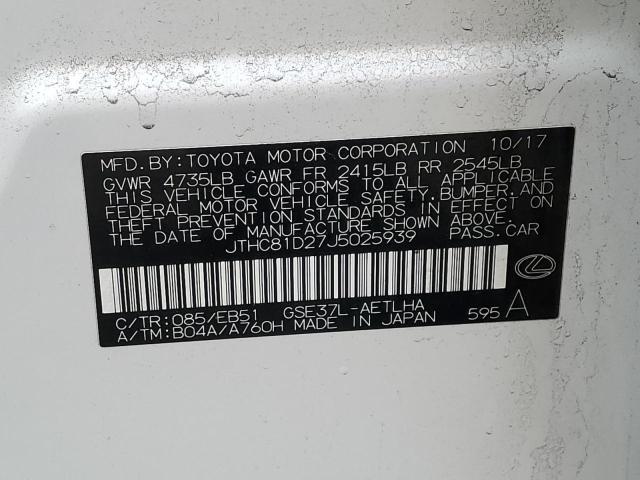 MFD. BY: TOYOTA MOTOR CORPORATION 10/17
GVWR 4735LB GAWR FR 2415LB RR 2545LB
THIS VEHICLE CONFORMS TO ALL APPLICABLE
FEDERAL MOTOR VEHICLE SAFETY, BUMPER, AND
THEFT PREVENTION STANDARDS IN EFFECT ON
THE DATE OF MANUFACTURE SHOWN ABOVE.
JTHC81D27J5025939 PASS. CAR
C/TR: 085/EB51 GSE37L-AETLHA
A/TM: B04A/A760H MADE IN JAPAN 595 A